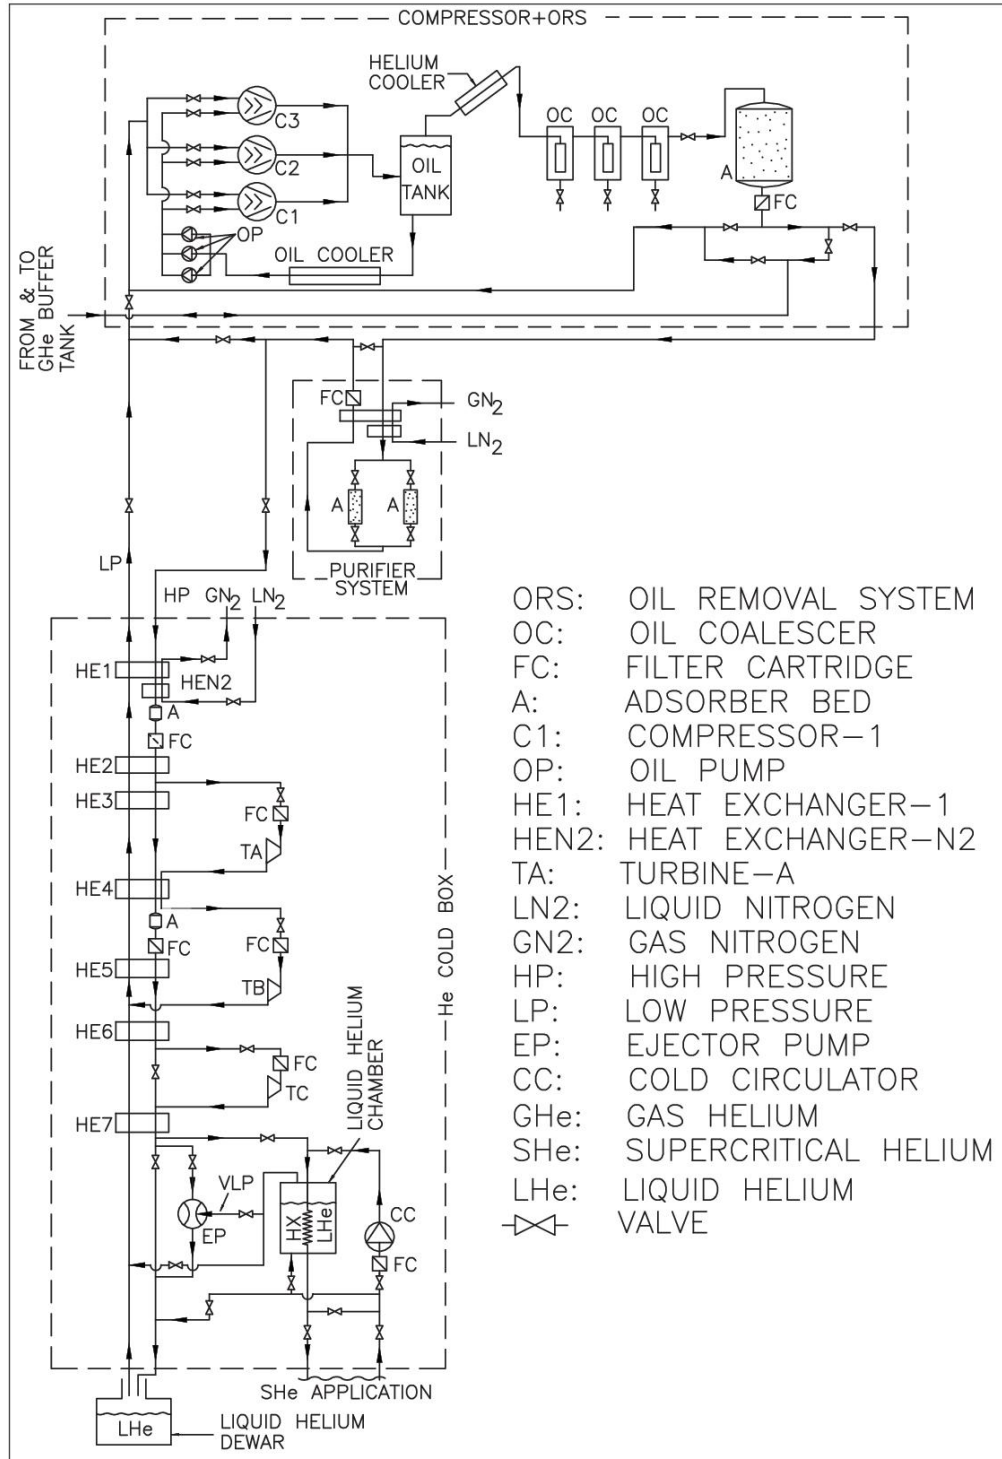 COMPRESSOR+ORS
HELIUM
COOLER
C3
C2
C1
OP
OIL
TANK
OIL COOLER
OC
OC
OC
A
FC
FROM & TO
GHe BUFFER
TANK
FC
GN2
LN2
A
A
PURIFIER
SYSTEM
LP
HP
GN2
LN2
HE1
HEN2
A
FC
HE2
HE3
FC
TA
HE4
A
FC
FC
HE5
TB
HE6
FC
TC
HE7
He COLD BOX
LIQUID HELIUM
CHAMBER
VLP
EP
HX
LHe
CC
FC
SHe APPLICATION
LHe
LIQUID HELIUM
DEWAR
ORS: OIL REMOVAL SYSTEM
OC: OIL COALESCER
FC: FILTER CARTRIDGE
A: ADSORBER BED
C1: COMPRESSOR-1
OP: OIL PUMP
HE1: HEAT EXCHANGER-1
HEN2: HEAT EXCHANGER-N2
TA: TURBINE-A
LN2: LIQUID NITROGEN
GN2: GAS NITROGEN
HP: HIGH PRESSURE
LP: LOW PRESSURE
EP: EJECTOR PUMP
CC: COLD CIRCULATOR
GHe: GAS HELIUM
SHe: SUPERCRITICAL HELIUM
LHe: LIQUID HELIUM
VALVE